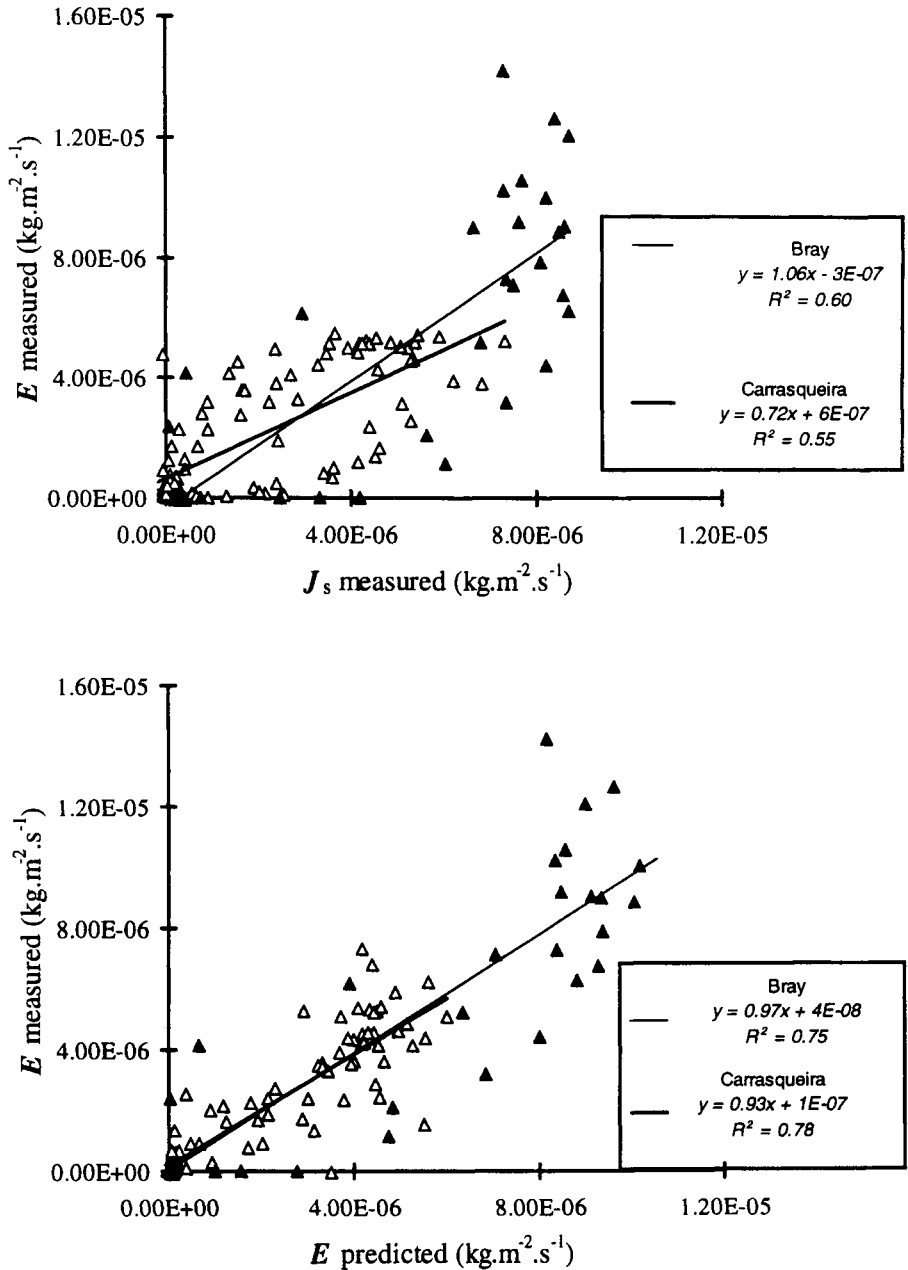 1.60E-05
1.20E-05
8.00E-06
4.00E-06
0.00E+00
E measured (kg.m⁻².s⁻¹)
0.00E+00 4.00E-06 8.00E-06 1.20E-05
Jₛ measured (kg.m⁻².s⁻¹)
Bray
y = 1.06x - 3E-07
R² = 0.60
Carrasqueira
y = 0.72x + 6E-07
R² = 0.55
1.60E-05
1.20E-05
8.00E-06
4.00E-06
0.00E+00
E measured (kg.m⁻².s⁻¹)
0.00E+00 4.00E-06 8.00E-06 1.20E-05
E predicted (kg.m⁻².s⁻¹)
Bray
y = 0.97x + 4E-08
R² = 0.75
Carrasqueira
y = 0.93x + 1E-07
R² = 0.78